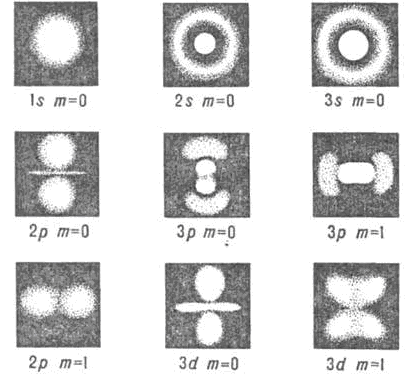 1s m=0 2s m=0 3s m=0
2p m=0 3p m=0 3p m=1
2p m=1 3d m=0 3d m=1